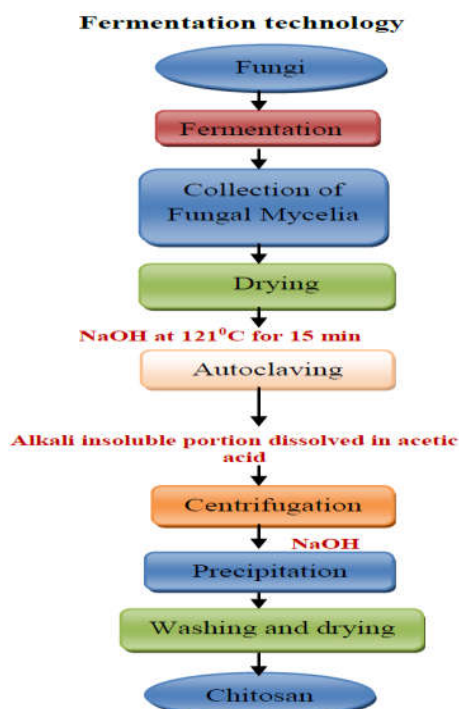 Fermentation technology
Fungi
Fermentation
Collection of
Fungal Mycelia
Drying
NaOH at 121⁰C for 15 min
Autoclaving
Alkali insoluble portion dissolved in acetic
acid
Centrifugation
NaOH
Precipitation
Washing and drying
Chitosan